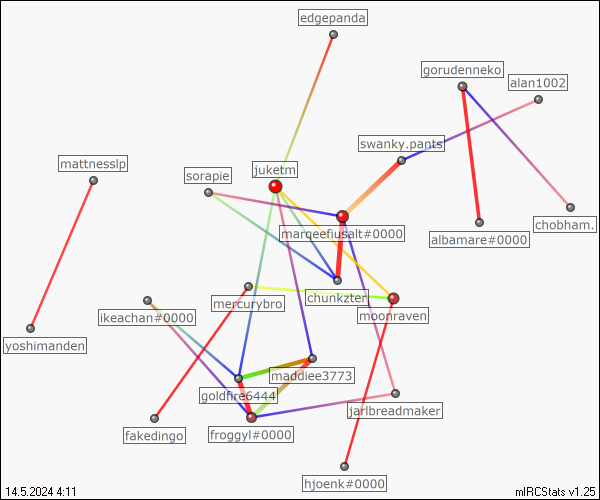 edgepanda
gorudenneko
alan1002
swanky.pants
mattnesslp
juketm
sorapie
chobham.
marqeefiusalt#0000
albamare#0000
mercurybro
chunkzter
moonraven
ikeachan#0000
yoshimanden
maddiee3773
goldfire6444
jarlbreadmaker
fakedingo
froggyl#0000
hjoenk#0000
14.5.2024 4:11
mIRCStats v1.25